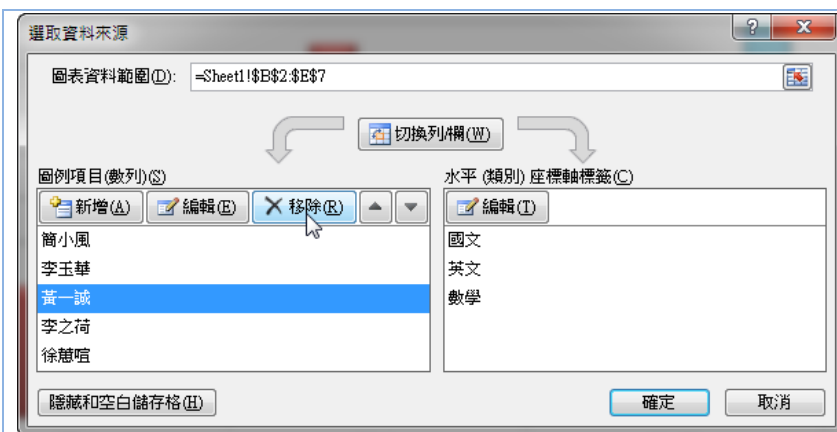 選取資料來源
圖表資料範圍(D): =Sheet1!$B$2:$E$7
切換列/欄(W)
圖例項目(數列)(S)
新增(A) 編輯(E) 移除(R)
簡小風
李玉華
黃一誠
李之荷
徐慧喧
水平 (類別) 座標軸標籤(C)
編輯(T)
國文
英文
數學
隱藏和空白儲存格(H)
確定 取消